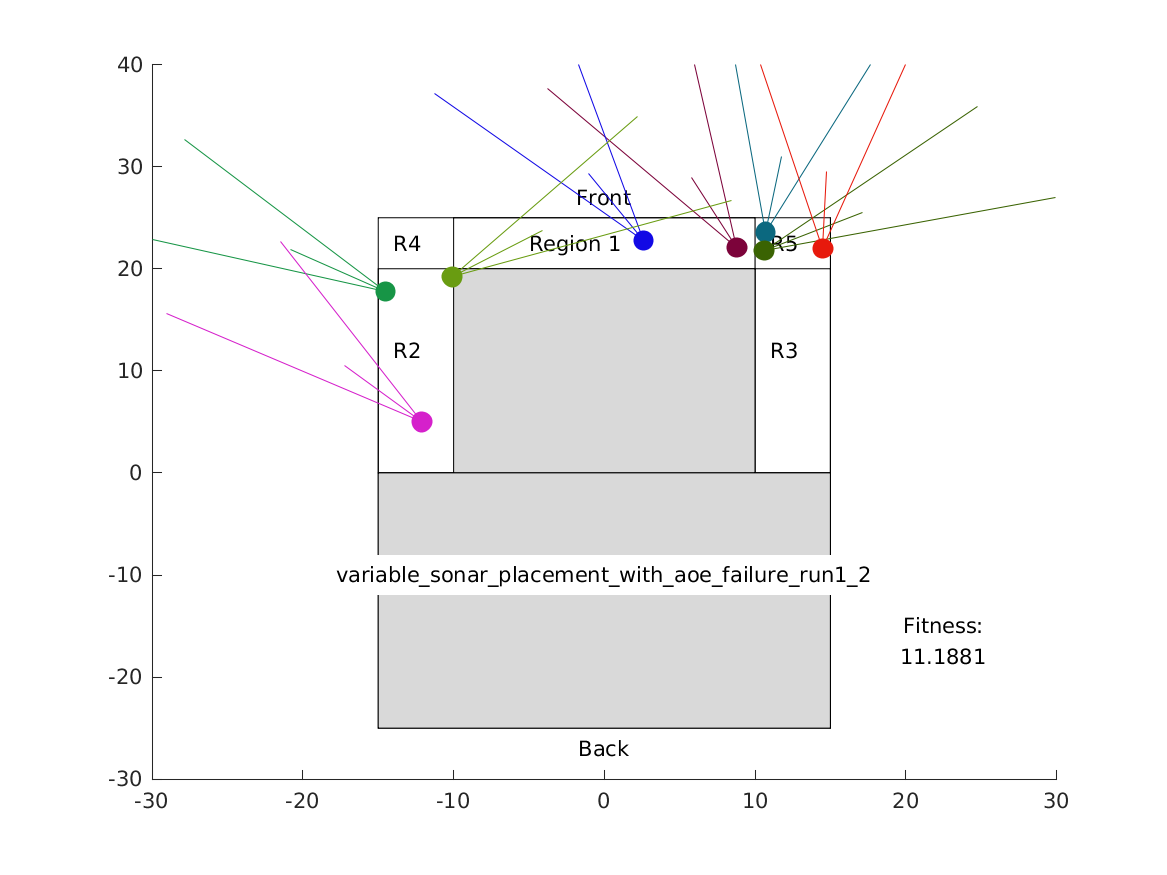 40
30
20
10
0
-10
-20
-30
-30
-20
-10
0
10
20
30
Front
R4
Region 1
R5
R2
R3
variable_sonar_placement_with_aoe_failure_run1_2
Fitness:
11.1881
Back